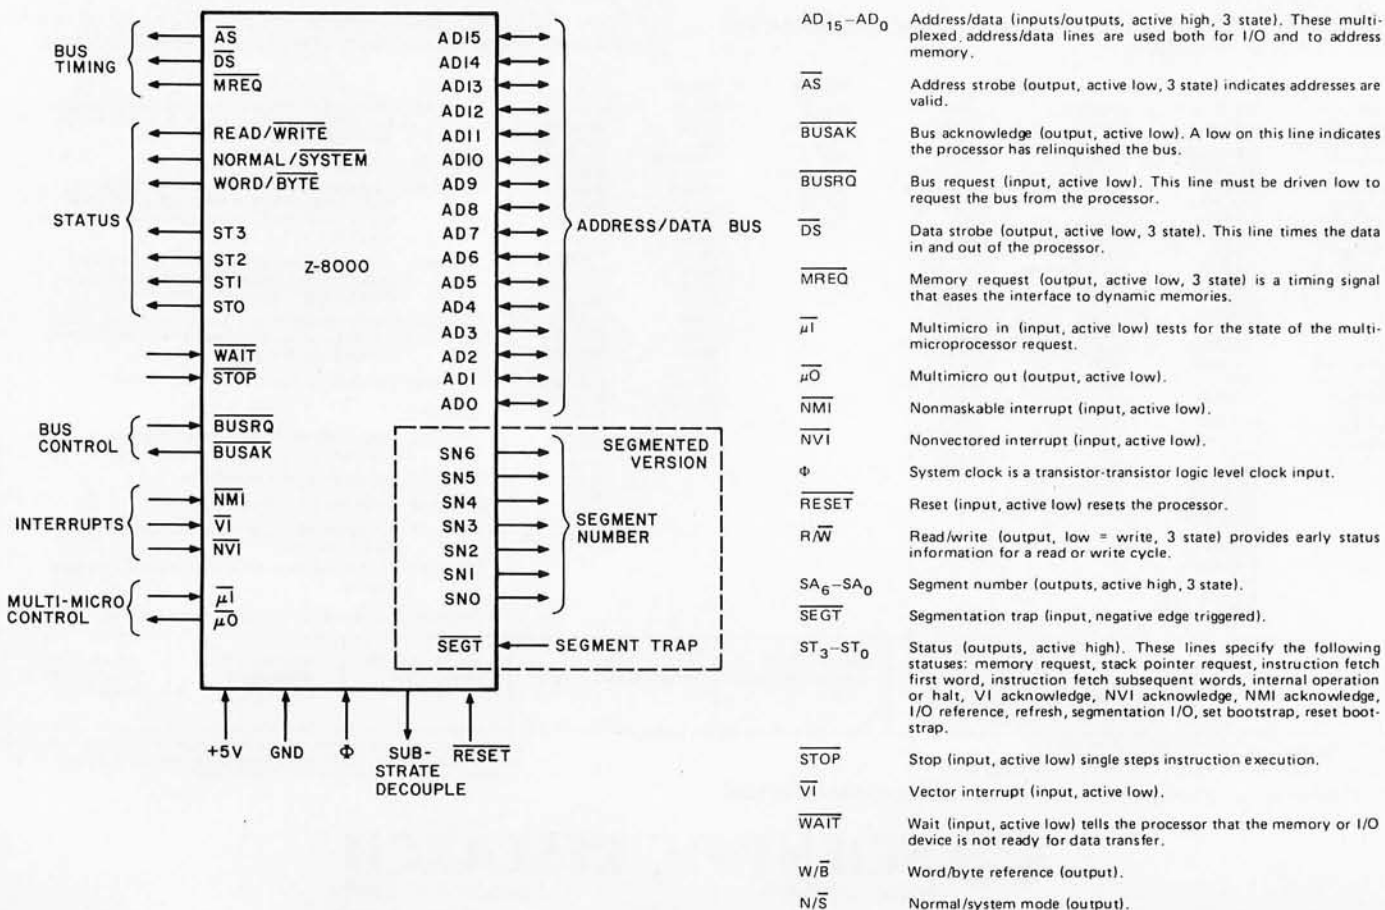 BUS
TIMING
AS
DS
MREQ
STATUS
READ/WRITE
NORMAL/SYSTEM
WORD/BYTE
ST3
ST2
ST1
ST0
WAIT
STOP
BUS
CONTROL
BUSRQ
BUSAK
INTERRUPTS
NMI
VI
NVI
MULTI-MICRO
CONTROL
μI
μO
Z-8000
AD15
AD14
AD13
AD12
AD11
AD10
AD9
AD8
AD7
AD6
AD5
AD4
AD3
AD2
AD1
AD0
ADDRESS/DATA BUS
SEGMENTED
VERSION
SN6
SN5
SN4
SN3
SN2
SN1
SN0
SEGMENT
NUMBER
SEGT
SEGMENT TRAP
+5V
GND
Φ
SUB-
STRATE
DECOUPLE
RESET
AD15–AD0 Address/data (inputs/outputs, active high, 3 state). These multi-
plexed address/data lines are used both for I/O and to address
memory.
AS Address strobe (output, active low, 3 state) indicates addresses are
valid.
BUSAK Bus acknowledge (output, active low). A low on this line indicates
the processor has relinquished the bus.
BUSRQ Bus request (input, active low). This line must be driven low to
request the bus from the processor.
DS Data strobe (output, active low, 3 state). This line times the data
in and out of the processor.
MREQ Memory request (output, active low, 3 state) is a timing signal
that eases the interface to dynamic memories.
μI Multimicro in (input, active low) tests for the state of the multi-
microprocessor request.
μO Multimicro out (output, active low).
NMI Nonmaskable interrupt (input, active low).
NVI Nonvectored interrupt (input, active low).
Φ System clock is a transistor-transistor logic level clock input.
RESET Reset (input, active low) resets the processor.
R/W Read/write (output, low = write, 3 state) provides early status
information for a read or write cycle.
SA6–SA0 Segment number (outputs, active high, 3 state).
SEGT Segmentation trap (input, negative edge triggered).
ST3–ST0 Status (outputs, active high). These lines specify the following
statuses: memory request, stack pointer request, instruction fetch
first word, instruction fetch subsequent words, internal operation
or halt, VI acknowledge, NVI acknowledge, NMI acknowledge,
I/O reference, refresh, segmentation I/O, set bootstrap, reset boot-
strap.
STOP Stop (input, active low) single steps instruction execution.
VI Vector interrupt (input, active low).
WAIT Wait (input, active low) tells the processor that the memory or I/O
device is not ready for data transfer.
W/B Word/byte reference (output).
N/S Normal/system mode (output).